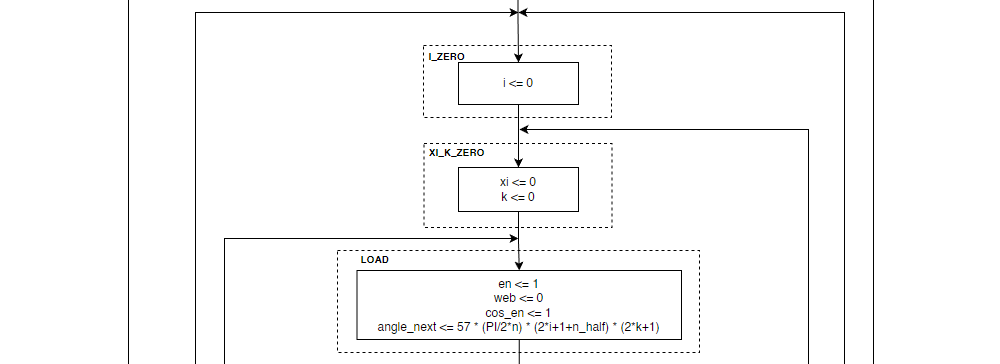 I_ZERO
i <= 0
XI_K_ZERO
xi <= 0
k <= 0
LOAD
en <= 1
web <= 0
cos_en <= 1
angle_next <= 57 * (PI/2*n) * (2*i+1+n_half) * (2*k+1)